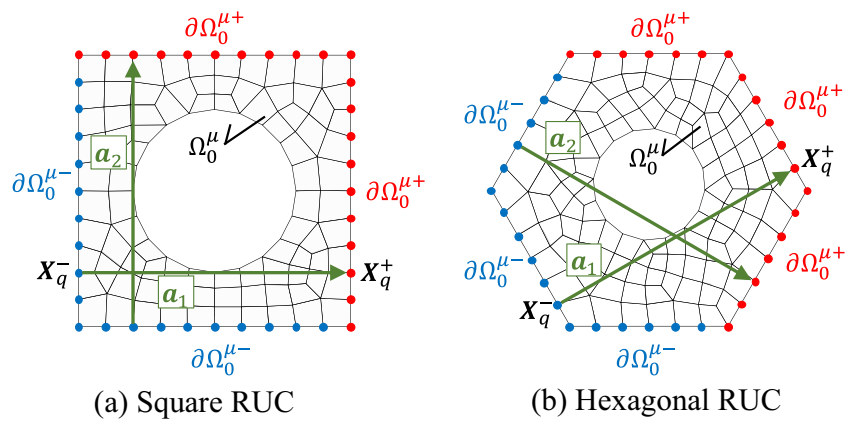 ∂Ω₀^{μ+}
Ω₀^{μ}
a₂
∂Ω₀^{μ−}
∂Ω₀^{μ+}
X_q^−
a₁
X_q^+
∂Ω₀^{μ−}
(a) Square RUC
∂Ω₀^{μ+}
∂Ω₀^{μ−}
∂Ω₀^{μ+}
a₂
Ω₀^{μ}
X_q^+
∂Ω₀^{μ−}
a₁
∂Ω₀^{μ+}
X_q^−
∂Ω₀^{μ−}
(b) Hexagonal RUC